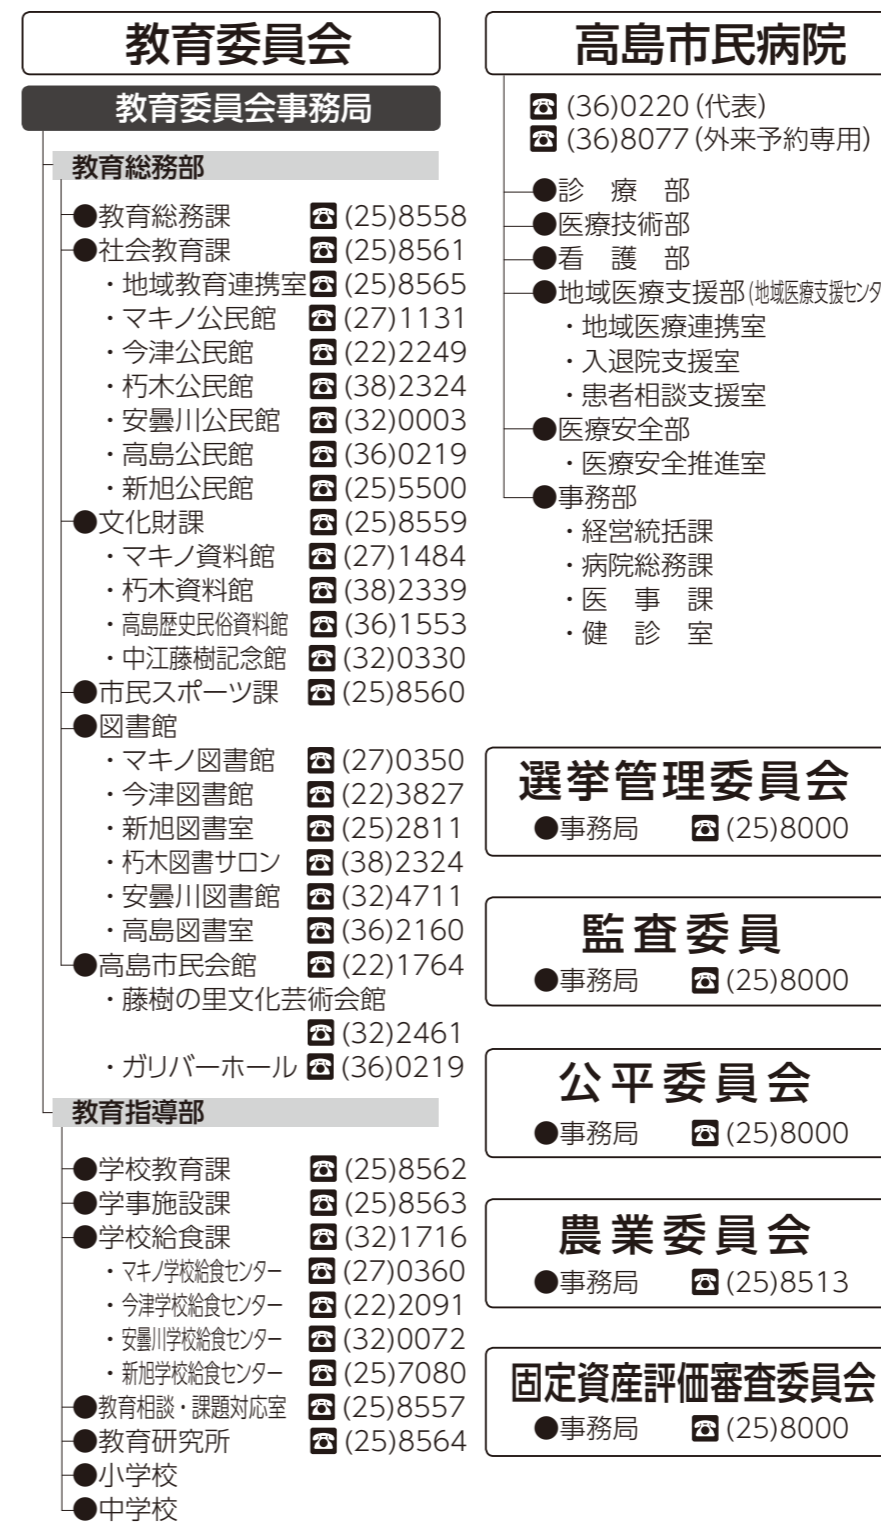 教育委員会
教育委員会事務局
教育総務部
●教育総務課 ☎(25)8558
●社会教育課 ☎(25)8561
・地域教育連携室☎(25)8565
・マキノ公民館 ☎(27)1131
・今津公民館 ☎(22)2249
・朽木公民館 ☎(38)2324
・安曇川公民館 ☎(32)0003
・高島公民館 ☎(36)0219
・新旭公民館 ☎(25)5500
●文化財課 ☎(25)8559
・マキノ資料館 ☎(27)1484
・朽木資料館 ☎(38)2339
・高島歴史民俗資料館 ☎(36)1553
・中江藤樹記念館 ☎(32)0330
●市民スポーツ課 ☎(25)8560
●図書館
・マキノ図書館 ☎(27)0350
・今津図書館 ☎(22)3827
・新旭図書室 ☎(25)2811
・朽木図書サロン ☎(38)2324
・安曇川図書館 ☎(32)4711
・高島図書室 ☎(36)2160
●高島市民会館 ☎(22)1764
・藤樹の里文化芸術会館
☎(32)2461
・ガリバーホール ☎(36)0219
教育指導部
●学校教育課 ☎(25)8562
●学事施設課 ☎(25)8563
●学校給食課 ☎(32)1716
・マキノ学校給食センター ☎(27)0360
・今津学校給食センター ☎(22)2091
・安曇川学校給食センター ☎(32)0072
・新旭学校給食センター ☎(25)7080
●教育相談・課題対応室 ☎(25)8557
●教育研究所 ☎(25)8564
●小学校
●中学校
高島市民病院
☎(36)0220(代表)
☎(36)8077(外来予約専用)
●診 療 部
●医療技術部
●看 護 部
●地域医療支援部(地域医療支援センタ
・地域医療連携室
・入退院支援室
・患者相談支援室
●医療安全部
・医療安全推進室
●事務部
・経営統括課
・病院総務課
・医 事 課
・健 診 室
選挙管理委員会
●事務局 ☎(25)8000
監査委員
●事務局 ☎(25)8000
公平委員会
●事務局 ☎(25)8000
農業委員会
●事務局 ☎(25)8513
固定資産評価審査委員会
●事務局 ☎(25)8000